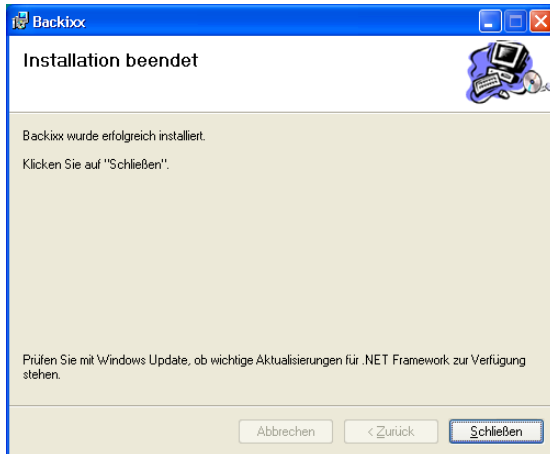 Backixx
Installation beendet
Backixx wurde erfolgreich installiert.
Klicken Sie auf "Schließen".
Prüfen Sie mit Windows Update, ob wichtige Aktualisierungen für .NET Framework zur Verfügung
stehen.
Abbrechen < Zurück Schließen